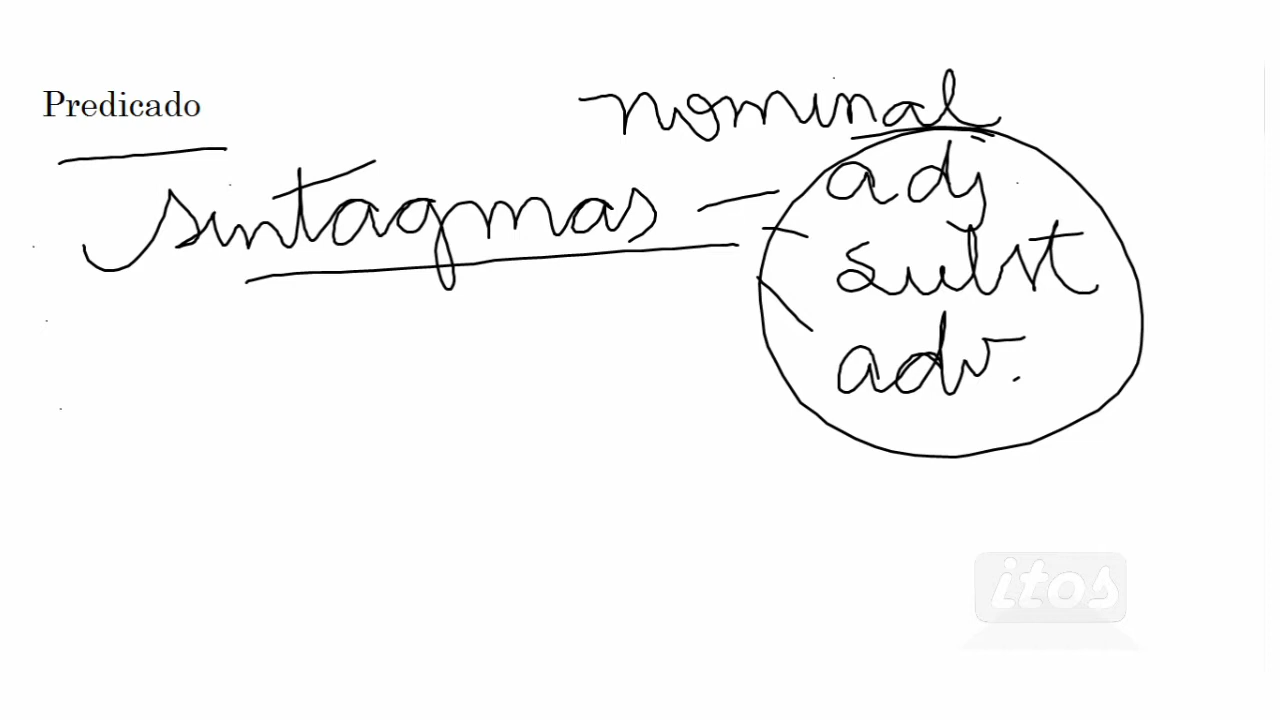 Predicado
nominal
sintagmas - adj
subst
adv.
itos